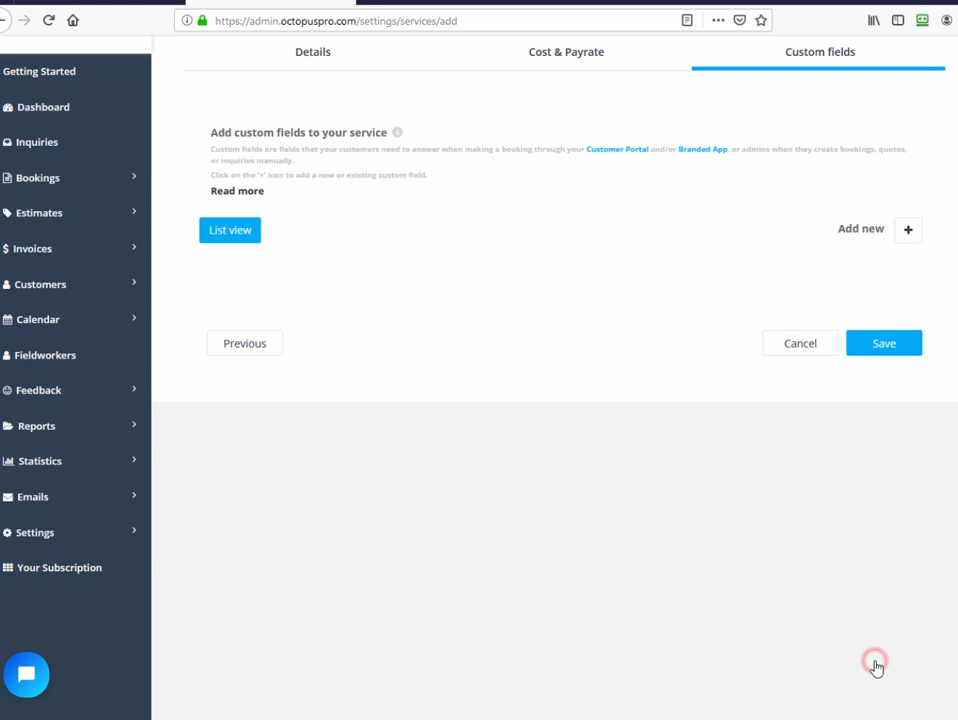 https://admin.octopuspro.com/settings/services/add
Getting Started
Dashboard
Inquiries
Bookings
Estimates
$ Invoices
Customers
Calendar
Fieldworkers
Feedback
Reports
Statistics
Emails
Settings
Your Subscription
Details
Cost & Payrate
Custom fields
Add custom fields to your service
Custom fields are fields that your customers need to answer when making a booking through your Customer Portal and/or Branded App, or admins when they create bookings, quotes,
or inquiries manually.
Click on the '+' icon to add a new or existing custom field.
Read more
List view
Add new +
Previous
Cancel
Save